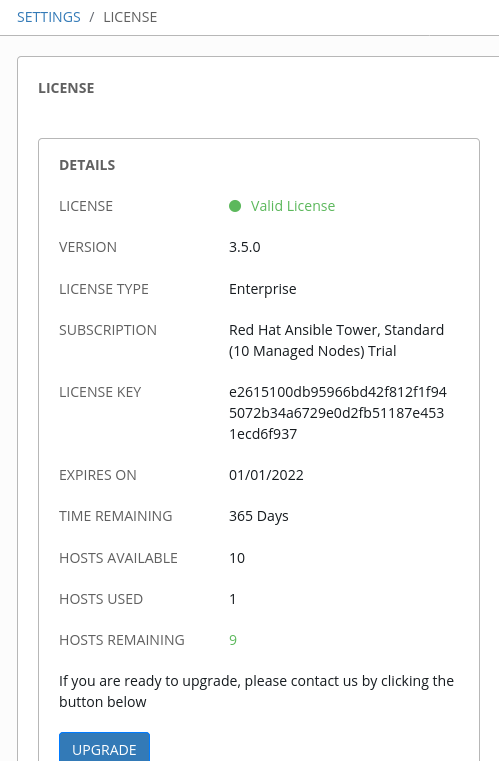 SETTINGS / LICENSE
LICENSE
DETAILS
LICENSE Valid License
VERSION 3.5.0
LICENSE TYPE Enterprise
SUBSCRIPTION Red Hat Ansible Tower, Standard
(10 Managed Nodes) Trial
LICENSE KEY e2615100db95966bd42f812f1f94
5072b34a6729e0d2fb51187e453
1ecd6f937
EXPIRES ON 01/01/2022
TIME REMAINING 365 Days
HOSTS AVAILABLE 10
HOSTS USED 1
HOSTS REMAINING 9
If you are ready to upgrade, please contact us by clicking the
button below
UPGRADE